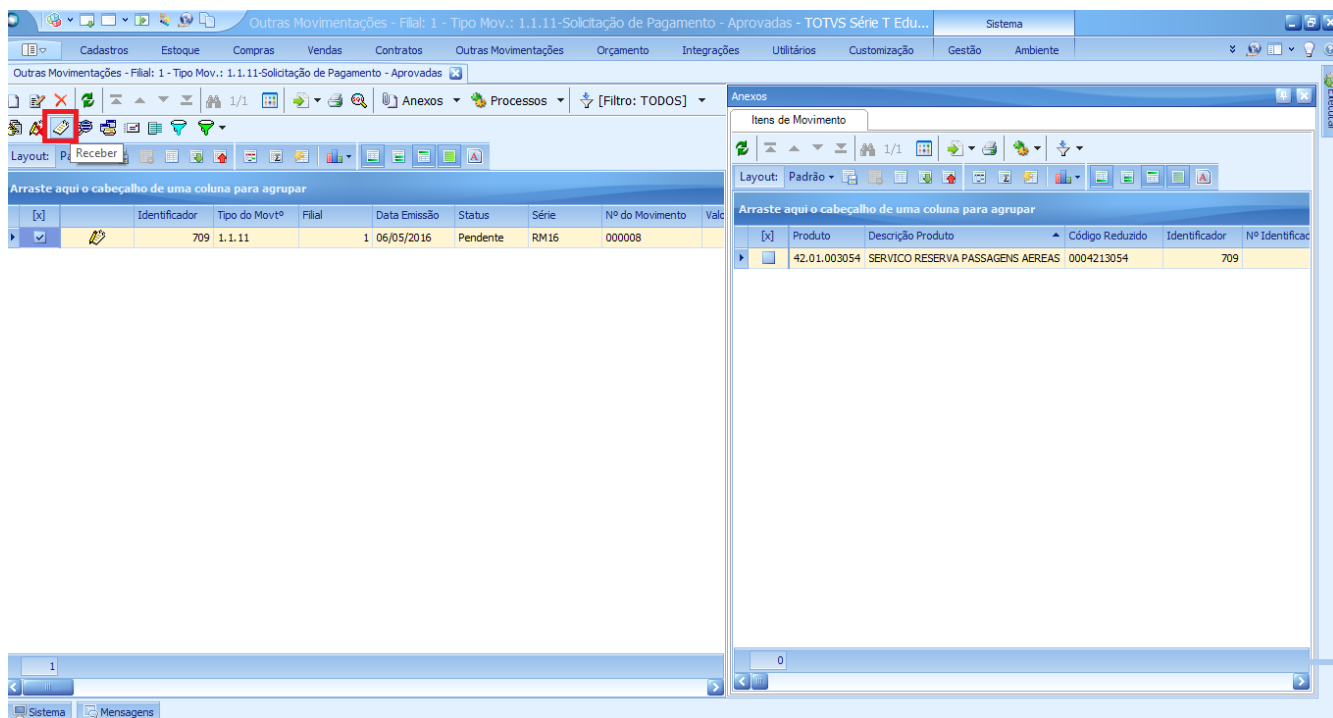 Outras Movimentações - Filial: 1 - Tipo Mov.: 1.1.11-Solicitação de Pagamento - Aprovadas - TOTVS Série T Edu...
Sistema
Cadastros Estoque Compras Vendas Contratos Outras Movimentações Orçamento Integrações Utilitários Customização Gestão Ambiente
Outras Movimentações - Filial: 1 - Tipo Mov.: 1.1.11-Solicitação de Pagamento - Aprovadas
1/1 Anexos Processos [Filtro: TODOS]
Receber
Layout:
Arraste aqui o cabeçalho de uma coluna para agrupar
[x] Identificador Tipo do Movtº Filial Data Emissão Status Série Nº do Movimento Valo
709 1.1.11 1 06/05/2016 Pendente RM16 000008
1
Anexos
Itens de Movimento
1/1
Layout: Padrão
Arraste aqui o cabeçalho de uma coluna para agrupar
[x] Produto Descrição Produto Código Reduzido Identificador Nº Identificad
42.01.003054 SERVICO RESERVA PASSAGENS AEREAS 0004213054 709
0
Executar
Sistema Mensagens